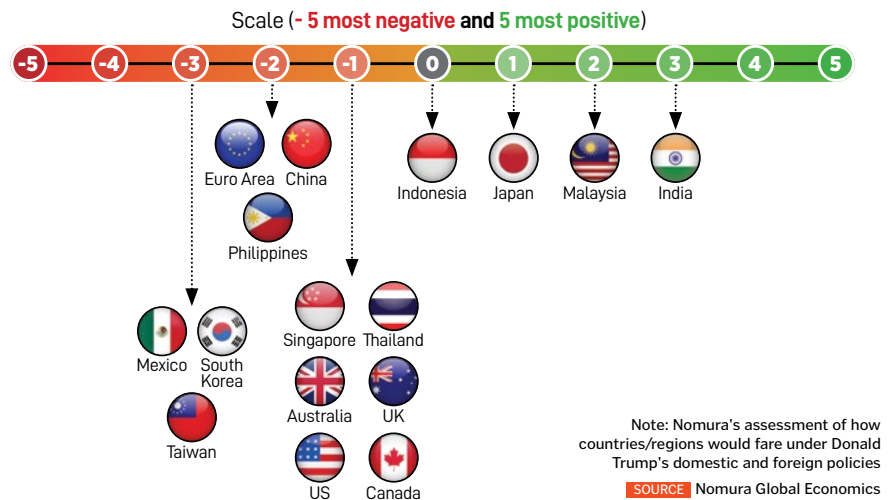 Scale (- 5 most negative and 5 most positive)
-5 -4 -3 -2 -1 0 1 2 3 4 5
Euro Area China
Philippines
Indonesia Japan Malaysia India
Mexico South
Korea
Taiwan
Singapore Thailand
Australia UK
US Canada
Note: Nomura's assessment of how
countries/regions would fare under Donald
Trump's domestic and foreign policies
SOURCE Nomura Global Economics